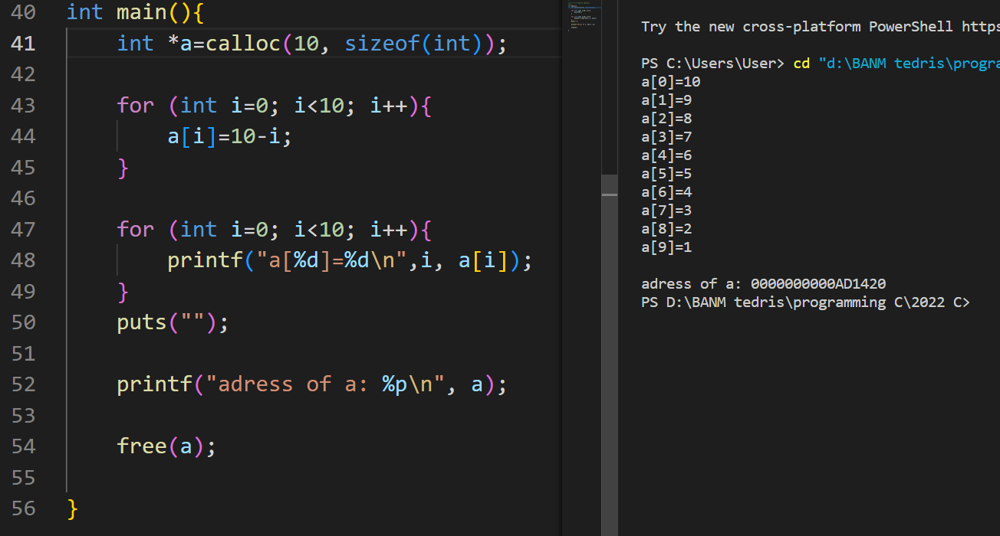 40 int main(){
41 int *a=calloc(10, sizeof(int));
42
43 for (int i=0; i<10; i++){
44 a[i]=10-i;
45 }
46
47 for (int i=0; i<10; i++){
48 printf("a[%d]=%d\n",i, a[i]);
49 }
50 puts("");
51
52 printf("adress of a: %p\n", a);
53
54 free(a);
55
56 }
Try the new cross-platform PowerShell https
PS C:\Users\User> cd "d:\BANM tedris\progra
a[0]=10
a[1]=9
a[2]=8
a[3]=7
a[4]=6
a[5]=5
a[6]=4
a[7]=3
a[8]=2
a[9]=1
adress of a: 0000000000AD1420
PS D:\BANM tedris\programming C\2022 C>